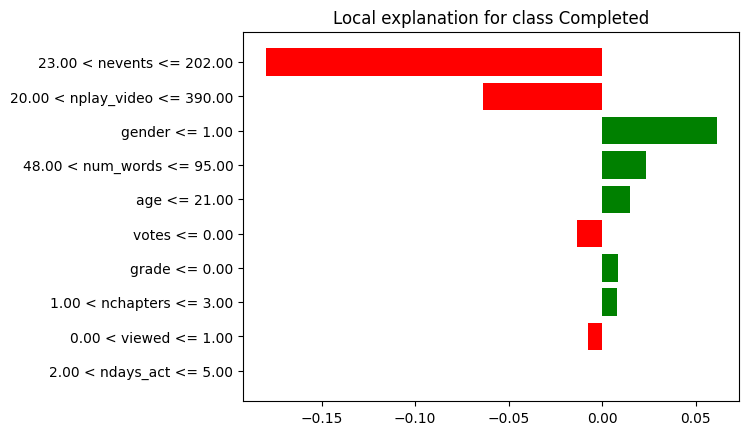 Local explanation for class Completed
23.00 < nevents <= 202.00
20.00 < nplay_video <= 390.00
gender <= 1.00
48.00 < num_words <= 95.00
age <= 21.00
votes <= 0.00
grade <= 0.00
1.00 < nchapters <= 3.00
0.00 < viewed <= 1.00
2.00 < ndays_act <= 5.00
−0.15 −0.10 −0.05 0.00 0.05